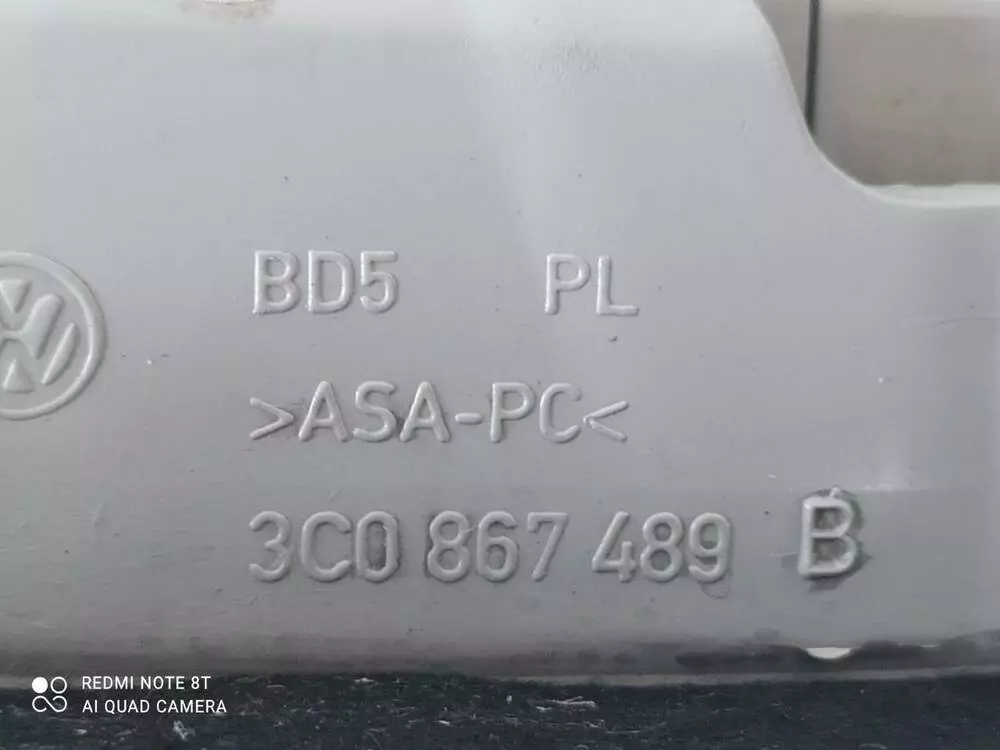 BD5 PL
>ASA-PC<
3C0 867 489 B
REDMI NOTE 8T
AI QUAD CAMERA